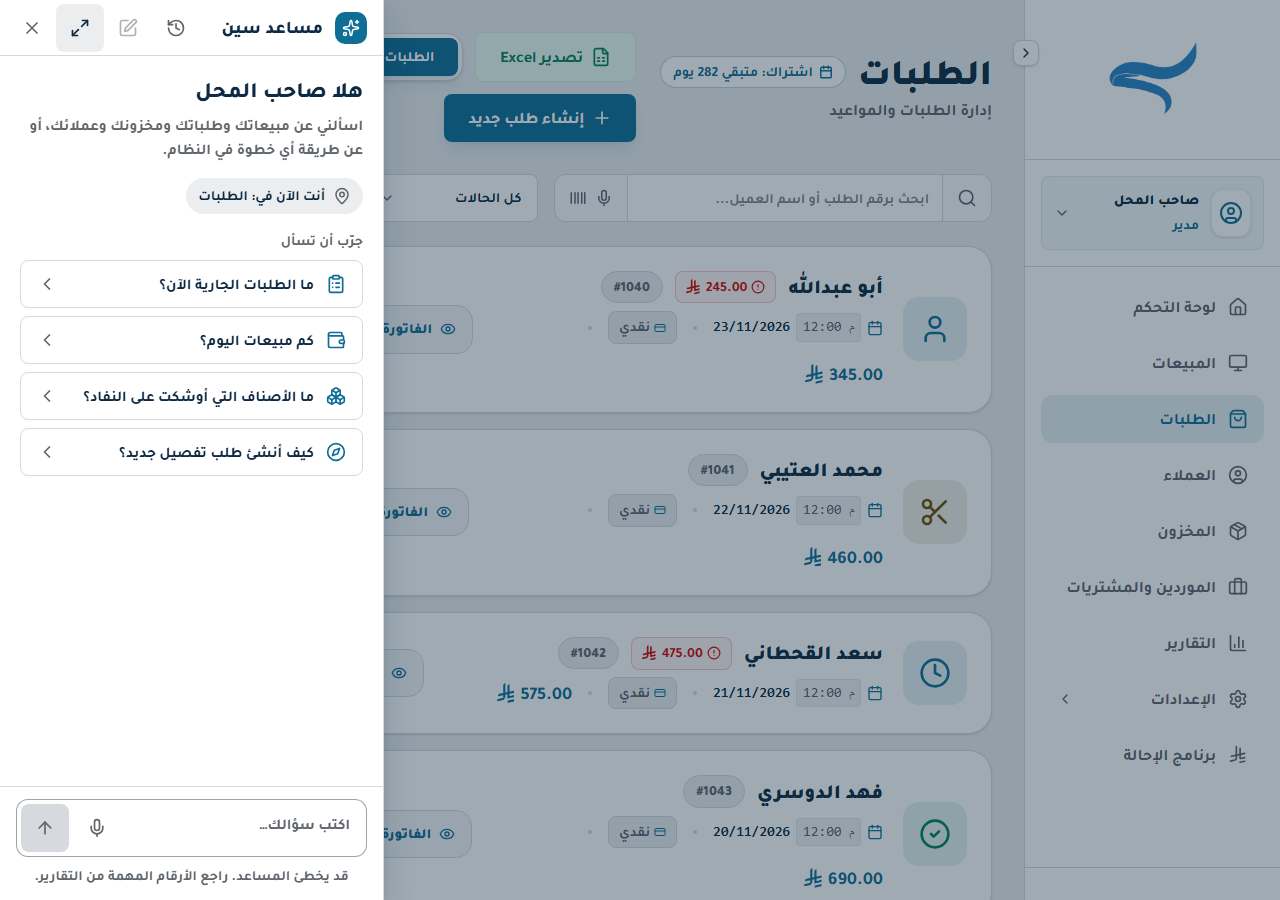 مساعد سين
هلا صاحب المحل
اسألني عن مبيعاتك وطلباتك ومخزونك وعملائك، أو
عن طريقة أي خطوة في النظام.
أنت الآن في: الطلبات
جرّب أن تسأل
ما الطلبات الجارية الآن؟
كم مبيعات اليوم؟
ما الأصناف التي أوشكت على النفاد؟
كيف أنشئ طلب تفصيل جديد؟
اكتب سؤالك...
قد يخطئ المساعد. راجع الأرقام المهمة من التقارير.
صاحب المحل
مدير
لوحة التحكم
المبيعات
الطلبات
العملاء
المخزون
الموردين والمشتريات
التقارير
الإعدادات
برنامج الإحالة
الطلبات
اشتراك: متبقي 282 يوم
إدارة الطلبات والمواعيد
تصدير Excel
الطلبات
إنشاء طلب جديد
ابحث برقم الطلب أو اسم العميل...
كل الحالات
أبو عبدالله
245.00
#1040
12:00 م
23/11/2026
نقدي
345.00
الفاتورة
محمد العتيبي
#1041
12:00 م
22/11/2026
نقدي
460.00
الفاتورة
سعد القحطاني
475.00
#1042
12:00 م
21/11/2026
نقدي
575.00
فهد الدوسري
#1043
12:00 م
20/11/2026
نقدي
690.00
الفاتورة